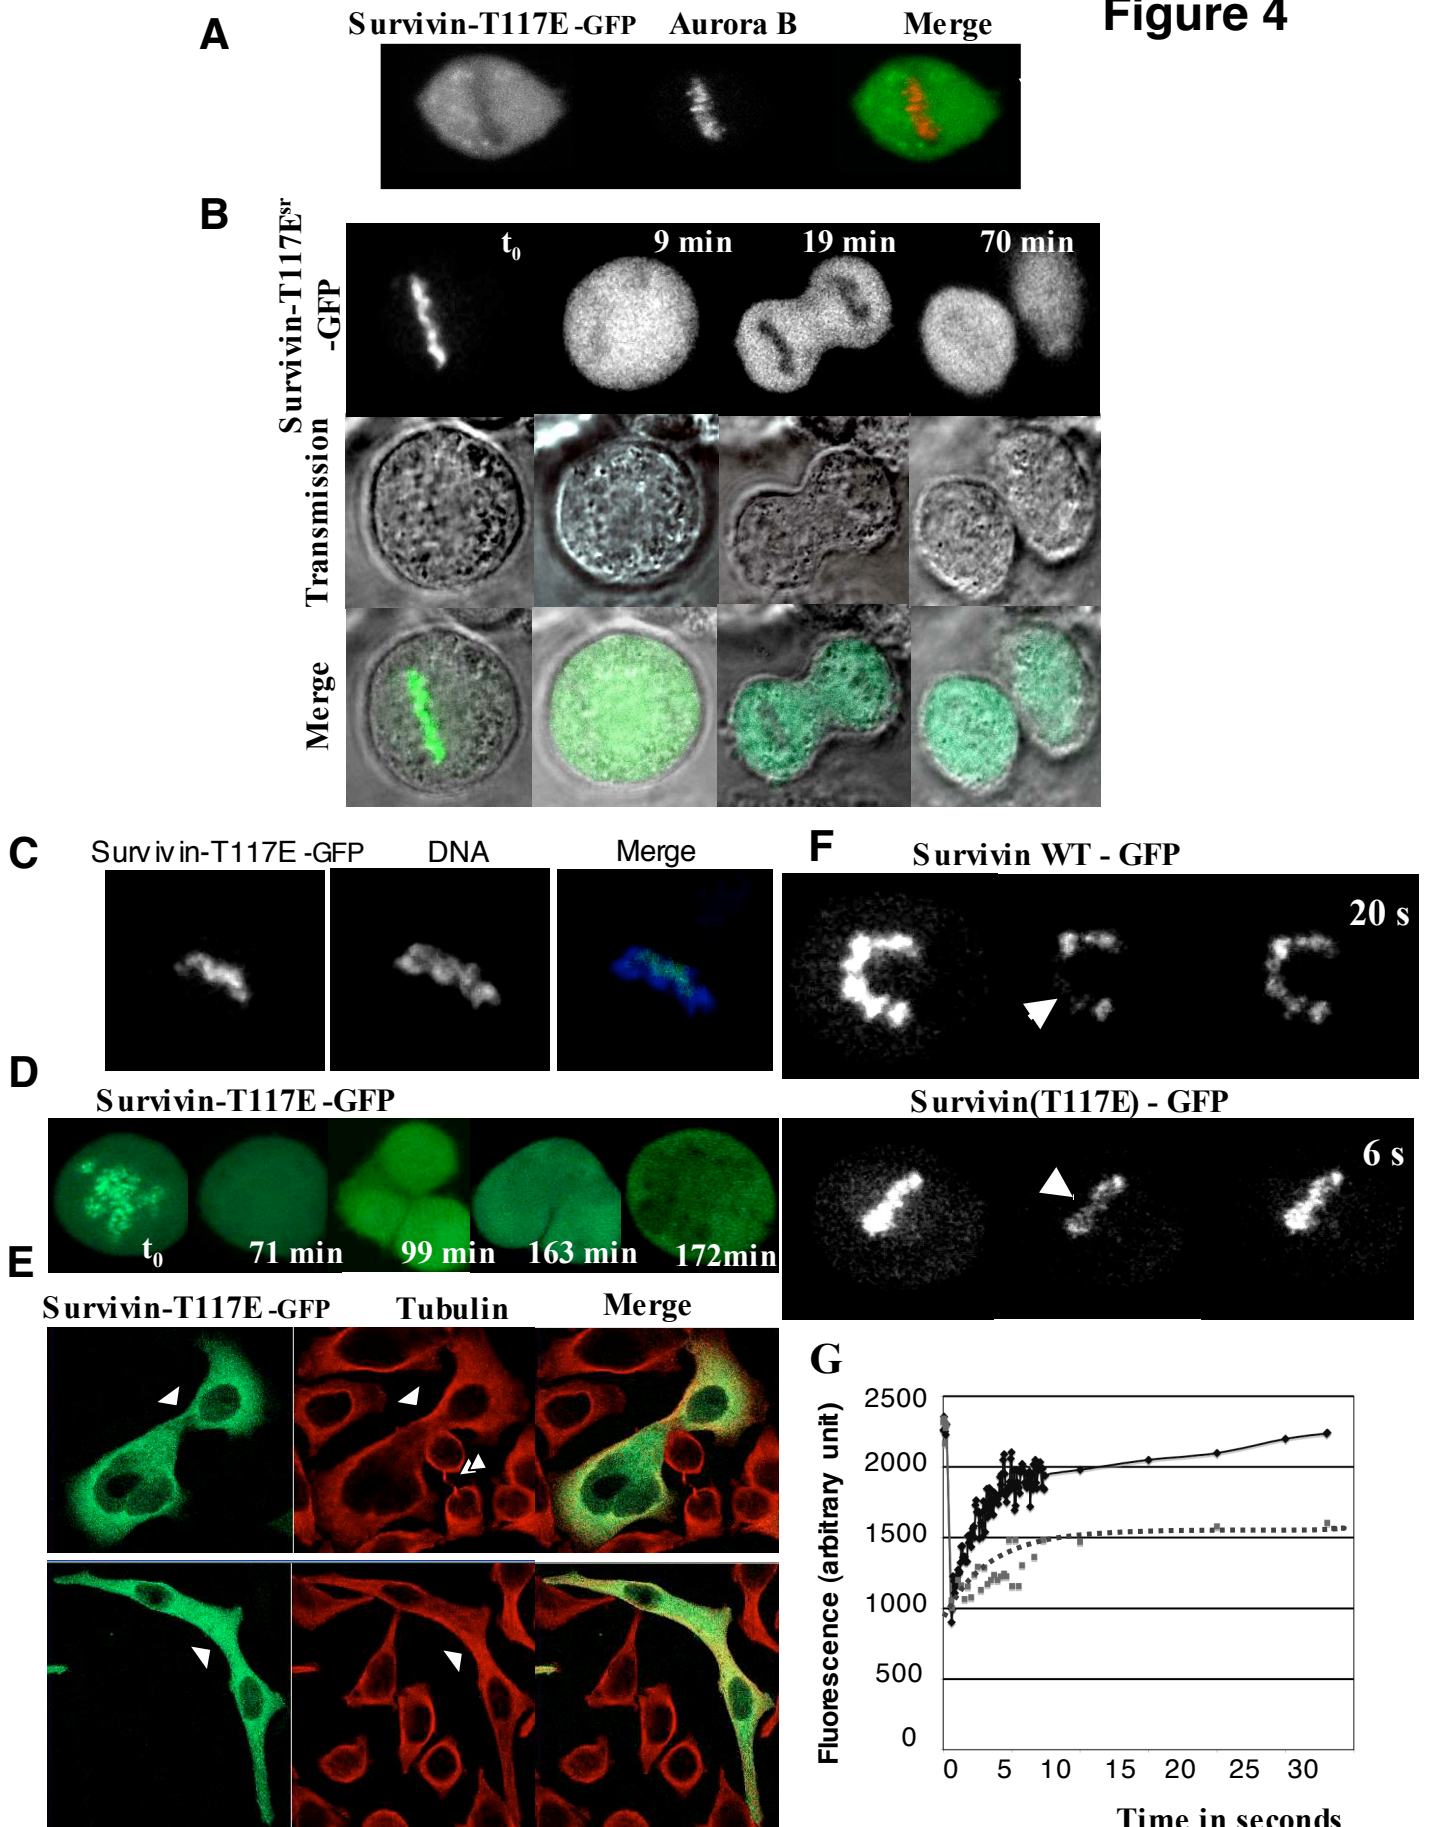 Figure 4
A
Survivin-T117E-GFP Aurora B Merge
B
Survivin-T117Esr
-GFP
t0 9 min 19 min 70 min
Transmission
Merge
C
Survivin-T117E-GFP DNA Merge
D
Survivin-T117E-GFP
t0 71 min 99 min 163 min 172min
E
Survivin-T117E-GFP Tubulin Merge
F
Survivin WT - GFP
20 s
Survivin(T117E) - GFP
6 s
G
Fluorescence (arbitrary unit)
2500
2000
1500
1000
500
0
0 5 10 15 20 25 30
Time in seconds